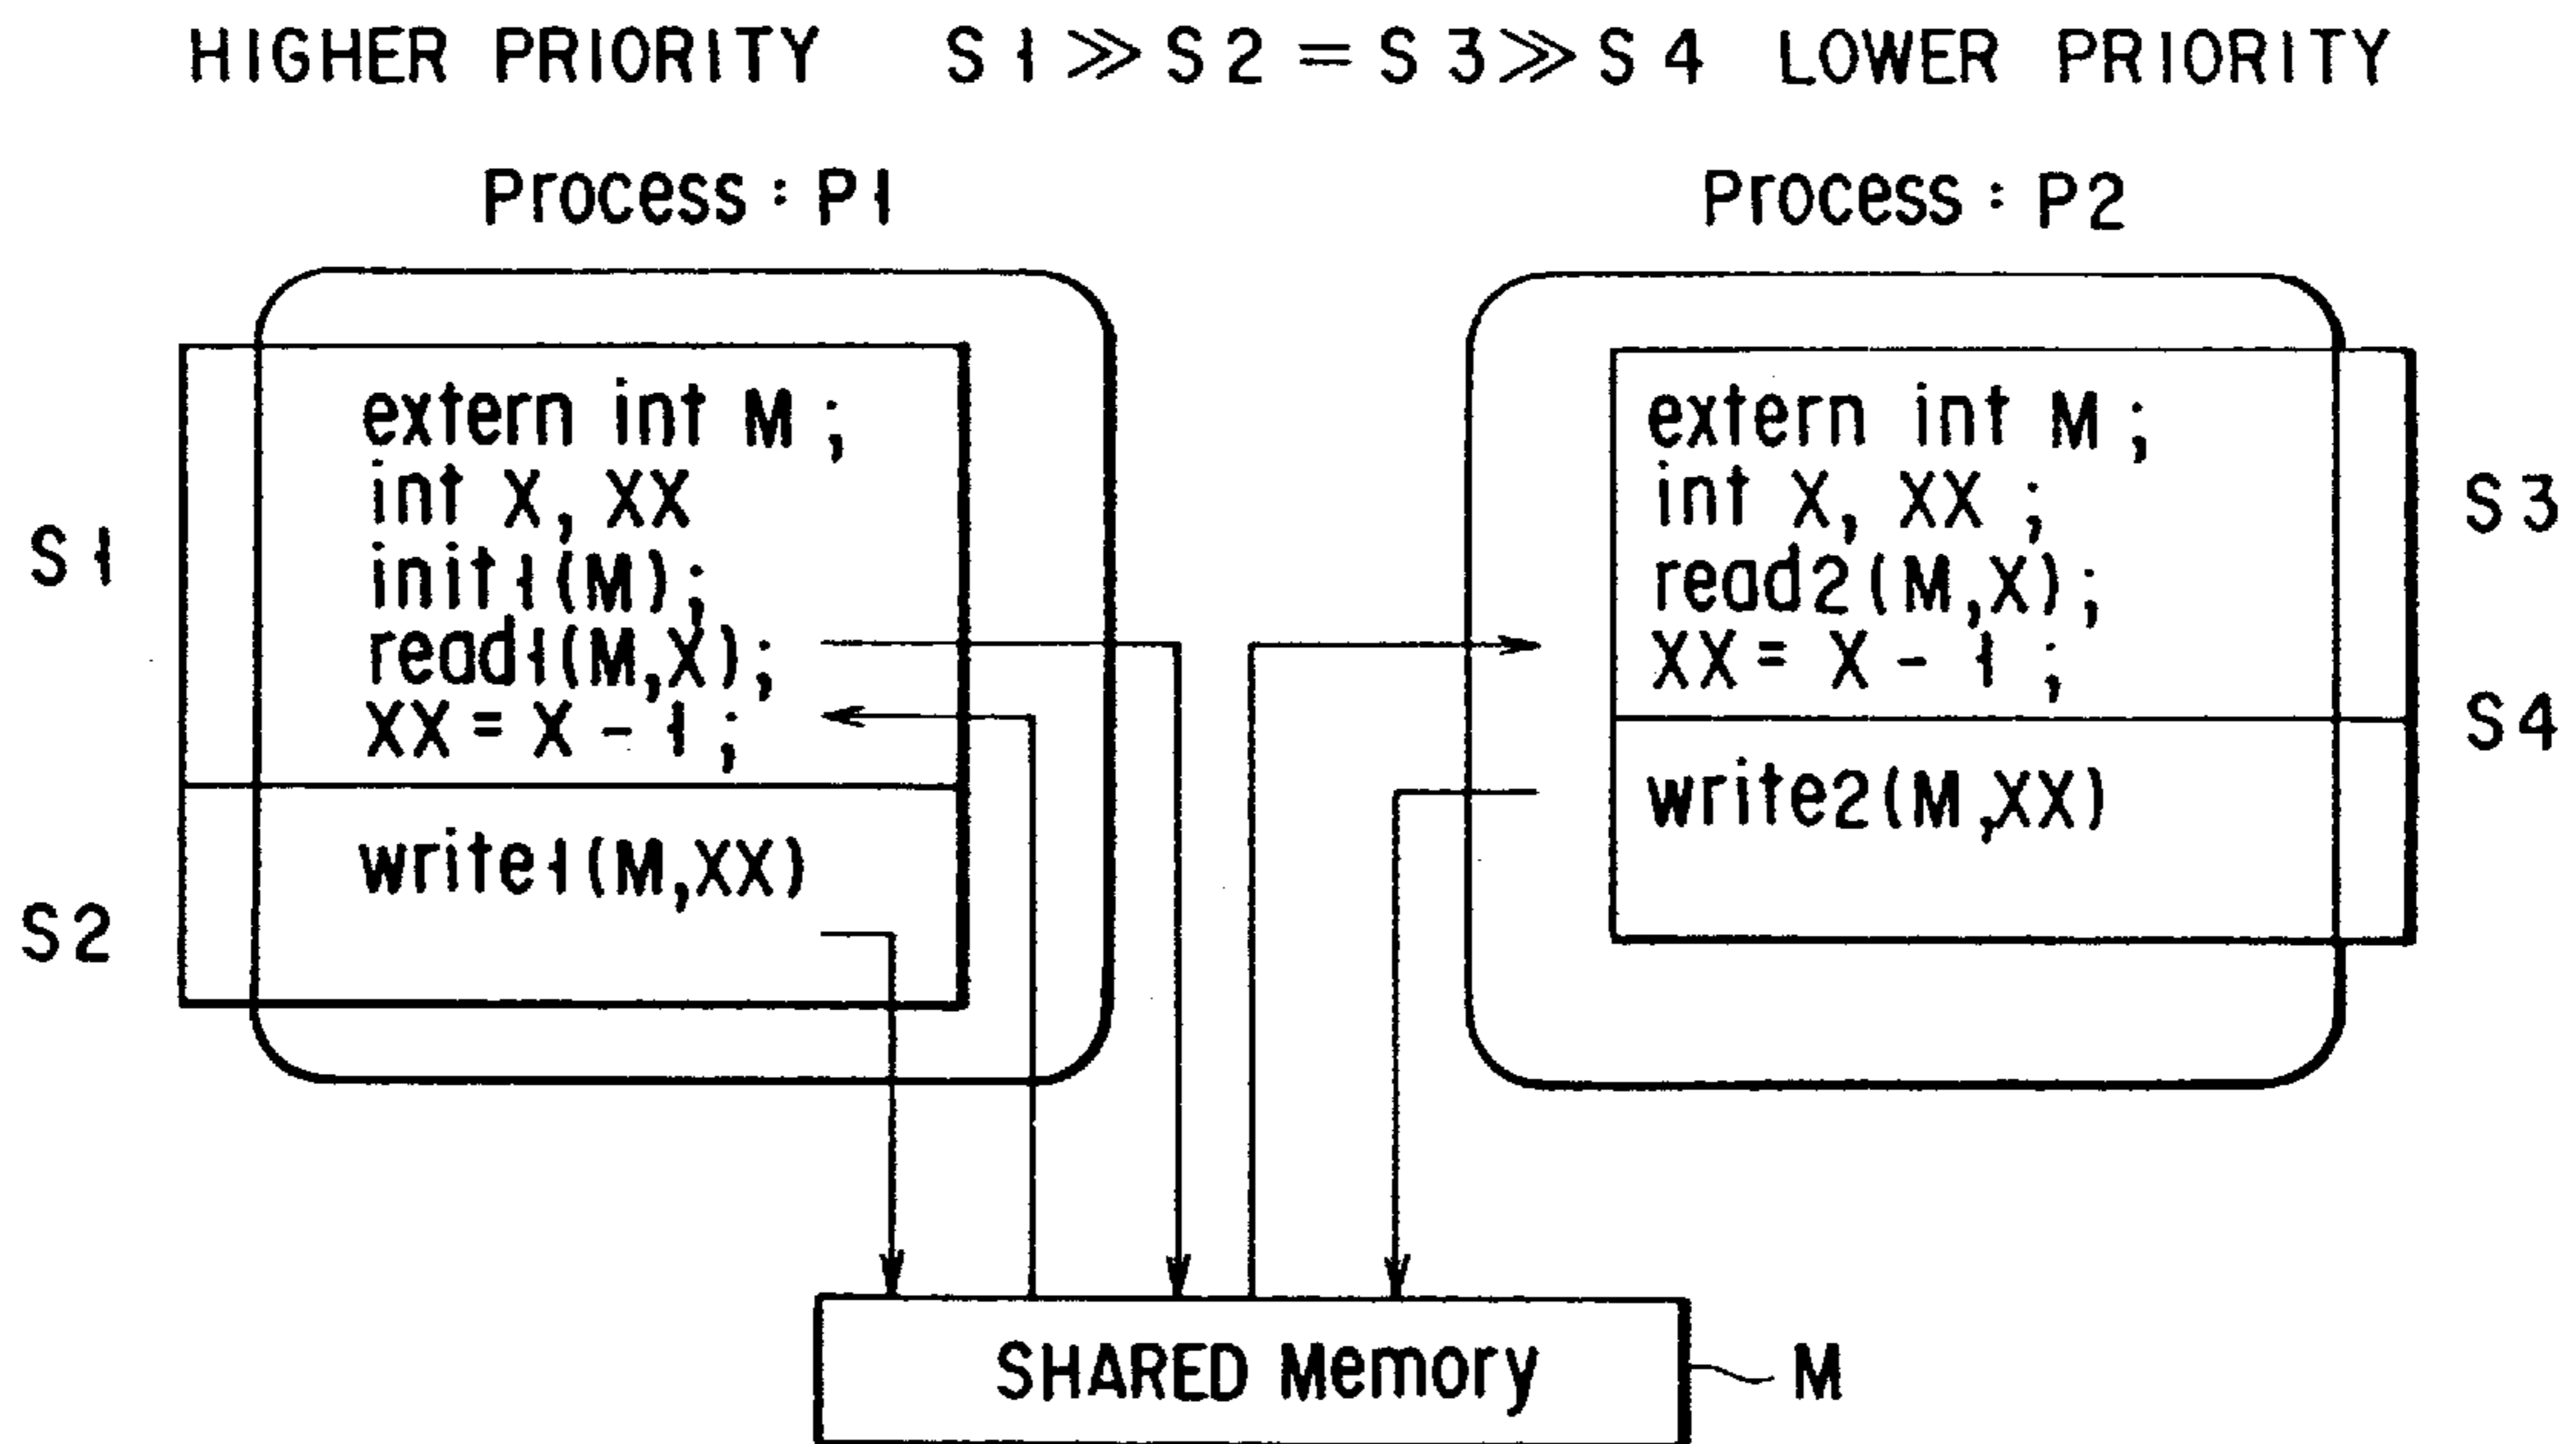 HIGHER PRIORITY S1≫S2=S3≫S4 LOWER PRIORITY
Process : P1
Process : P2
S1
extern int M ;
int X, XX
init1(M);
read1(M,X);
XX = X - 1 ;
S2
write1(M,XX)
extern int M ;
int X, XX ;
read2(M,X);
XX = X - 1 ;
S3
S4
write2(M,XX)
SHARED Memory
M